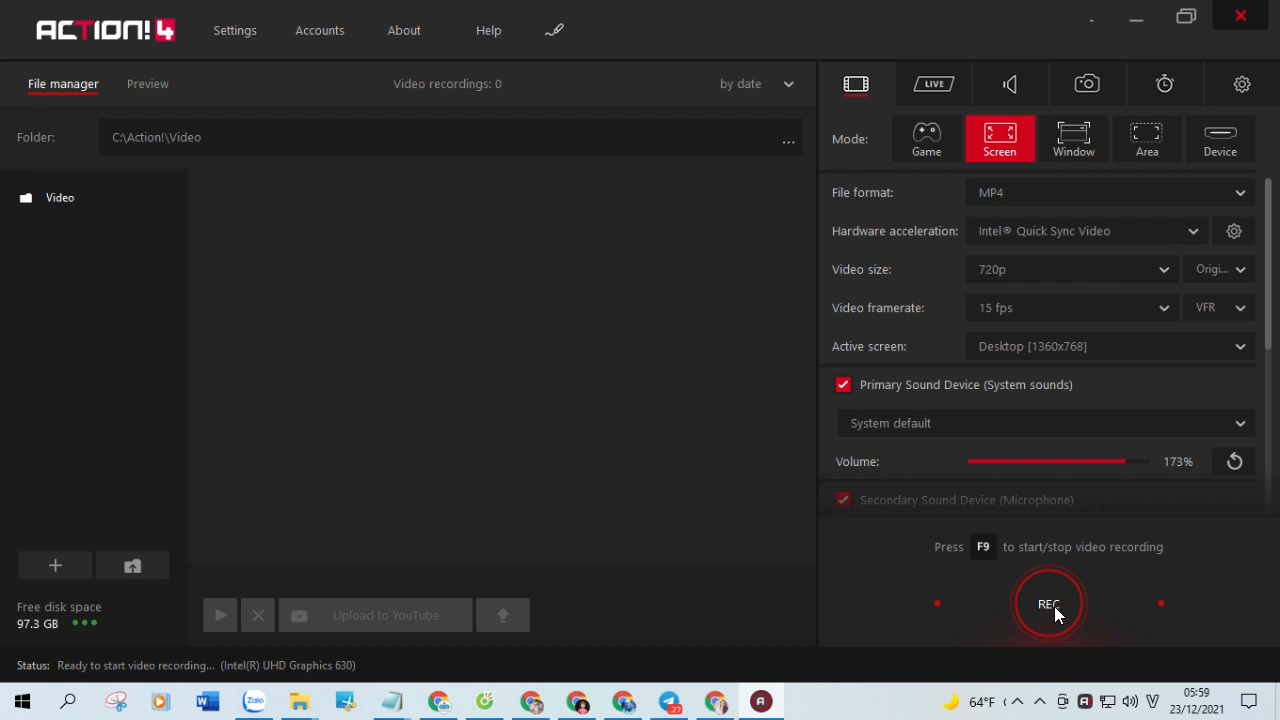 ACTION! 4
Settings
Accounts
About
Help
File manager
Preview
Video recordings: 0
by date
LIVE
Folder:
C:\Action!\Video
...
Mode:
Game
Screen
Window
Area
Device
Video
File format:
MP4
Hardware acceleration:
Intel® Quick Sync Video
Video size:
720p
Origi...
Video framerate:
15 fps
VFR
Active screen:
Desktop [1360x768]
Primary Sound Device (System sounds)
System default
Volume:
173%
Secondary Sound Device (Microphone)
Press F9 to start/stop video recording
REC
Free disk space
97.3 GB
Upload to YouTube
Status: Ready to start video recording... (Intel(R) UHD Graphics 630)
Zalo
27
64°F
05:59
23/12/2021